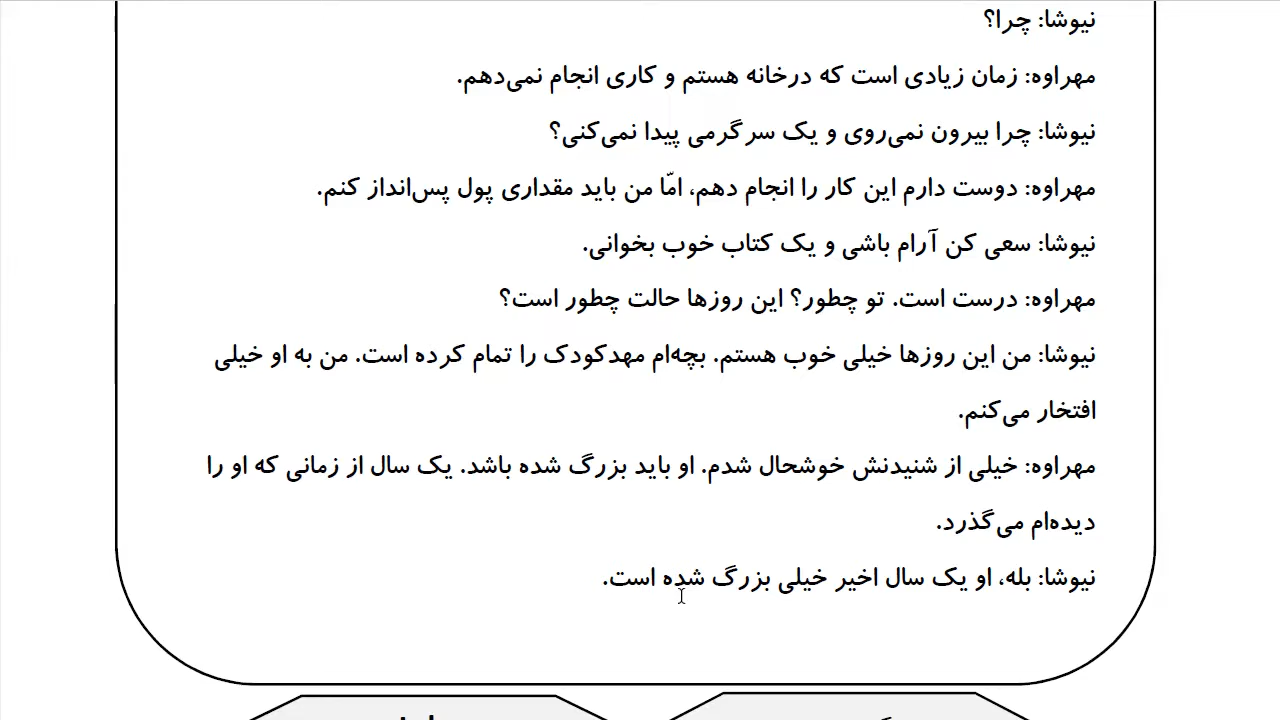 نیوشا: چرا؟
مهراوه: زمان زیادی است که درخانه هستم و کاری انجام نمی‌دهم.
نیوشا: چرا بیرون نمی‌روی و یک سرگرمی پیدا نمی‌کنی؟
مهراوه: دوست دارم این کار را انجام دهم، امّا من باید مقداری پول پس‌انداز کنم.
نیوشا: سعی کن آرام باشی و یک کتاب خوب بخوانی.
مهراوه: درست است. تو چطور؟ این روزها حالت چطور است؟
نیوشا: من این روزها خیلی خوب هستم. بچه‌ام مهدکودک را تمام کرده است. من به او خیلی
افتخار می‌کنم.
مهراوه: خیلی از شنیدنش خوشحال شدم. او باید بزرگ شده باشد. یک سال از زمانی که او را
دیده‌ام می‌گذرد.
نیوشا: بله، او یک سال اخیر خیلی بزرگ شده است.